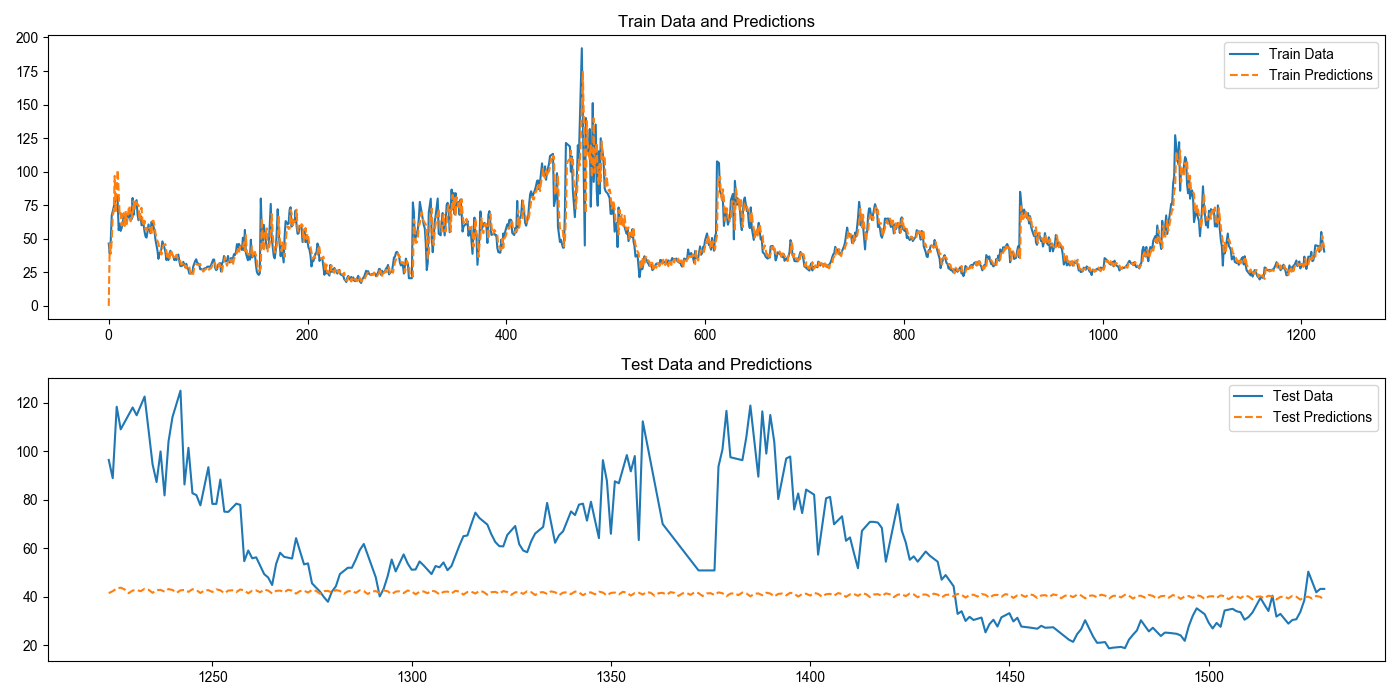 Train Data and Predictions
200
175
150
125
100
75
50
25
0
Train Data
Train Predictions
0 200 400 600 800 1000 1200
Test Data and Predictions
120
100
80
60
40
20
Test Data
Test Predictions
1250 1300 1350 1400 1450 1500